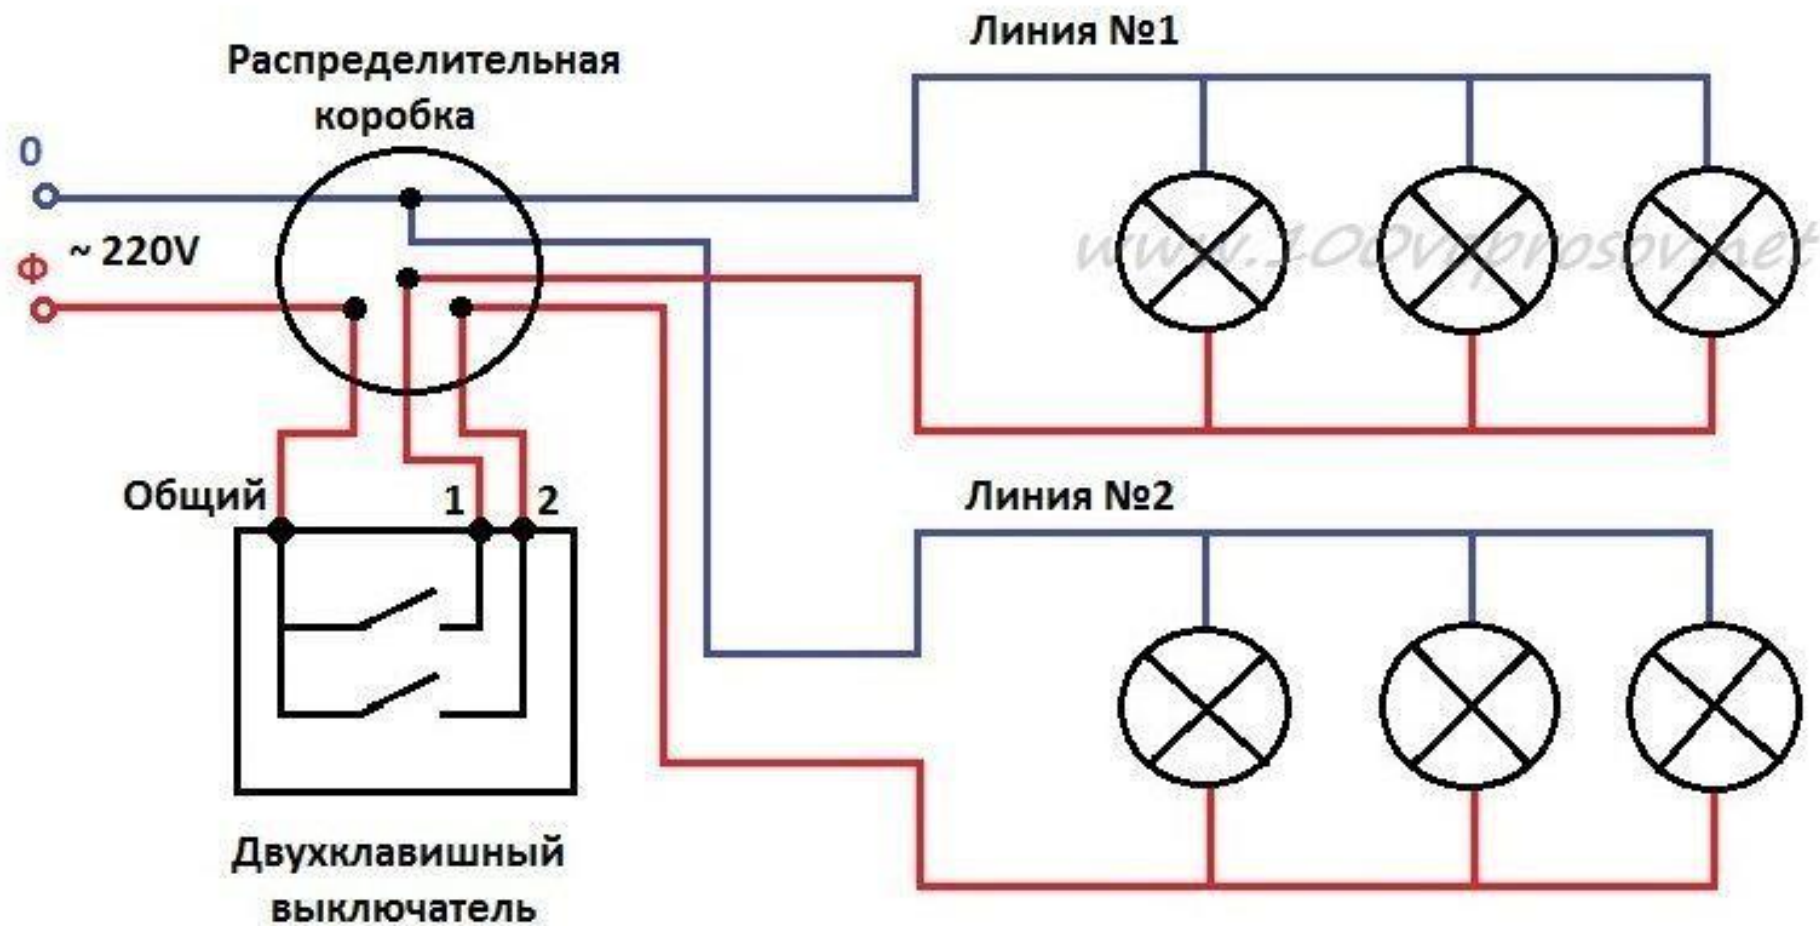 Линия №1
Распределительная
коробка
0
~ 220V
Ф
www.100voprosov.net
Общий
1
2
Линия №2
Двухклавишный
выключатель